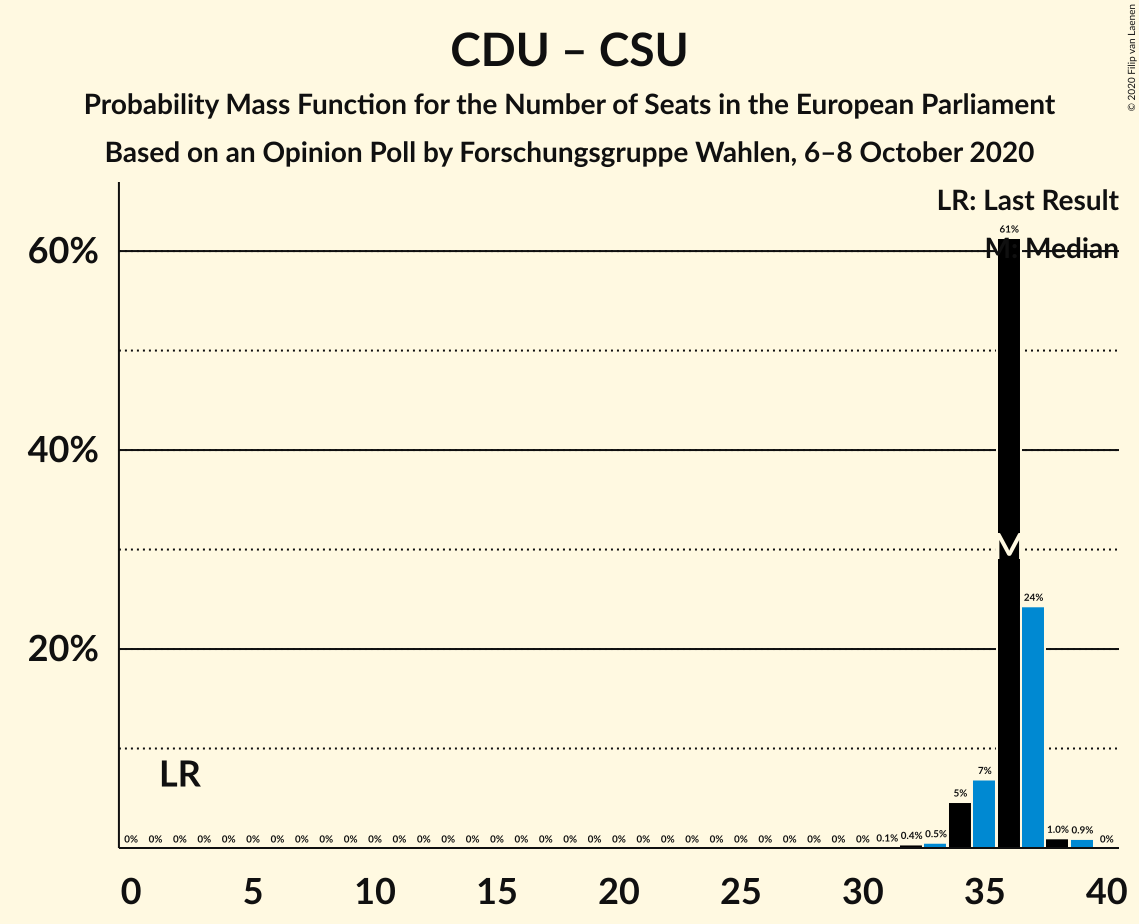 CDU – CSU
Probability Mass Function for the Number of Seats in the European Parliament
Based on an Opinion Poll by Forschungsgruppe Wahlen, 6–8 October 2020
© 2020 Filip van Laenen
LR: Last Result
M: Median
61%
60%
40%
M
24%
20%
LR
7%
5%
0% 0% 0% 0% 0% 0% 0% 0% 0% 0% 0% 0% 0% 0% 0% 0% 0% 0% 0% 0% 0% 0% 0% 0% 0% 0% 0% 0% 0% 0% 0% 0.1% 0.4% 0.5% 1.0% 0.9% 0%
0 5 10 15 20 25 30 35 40